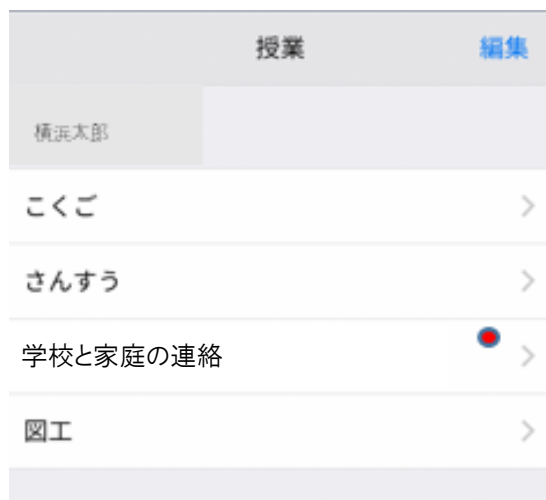 授業 編集
横浜太郎
こくご
さんすう
学校と家庭の連絡
図工